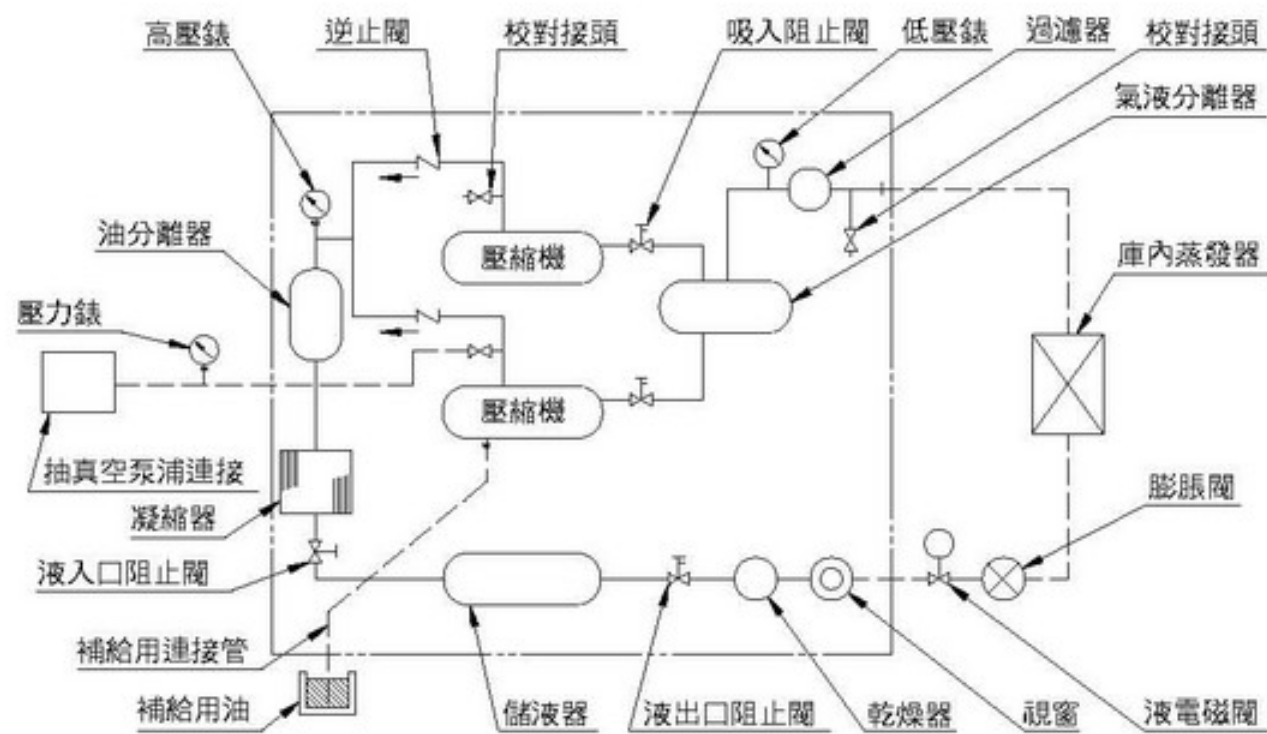 高壓錶
逆止閥
校對接頭
吸入阻止閥
低壓錶
過濾器
校對接頭
氣液分離器
油分離器
壓縮機
庫內蒸發器
壓力錶
壓縮機
抽真空泵浦連接
凝縮器
膨脹閥
液入口阻止閥
補給用連接管
補給用油
儲液器
液出口阻止閥
乾燥器
視窗
液電磁閥